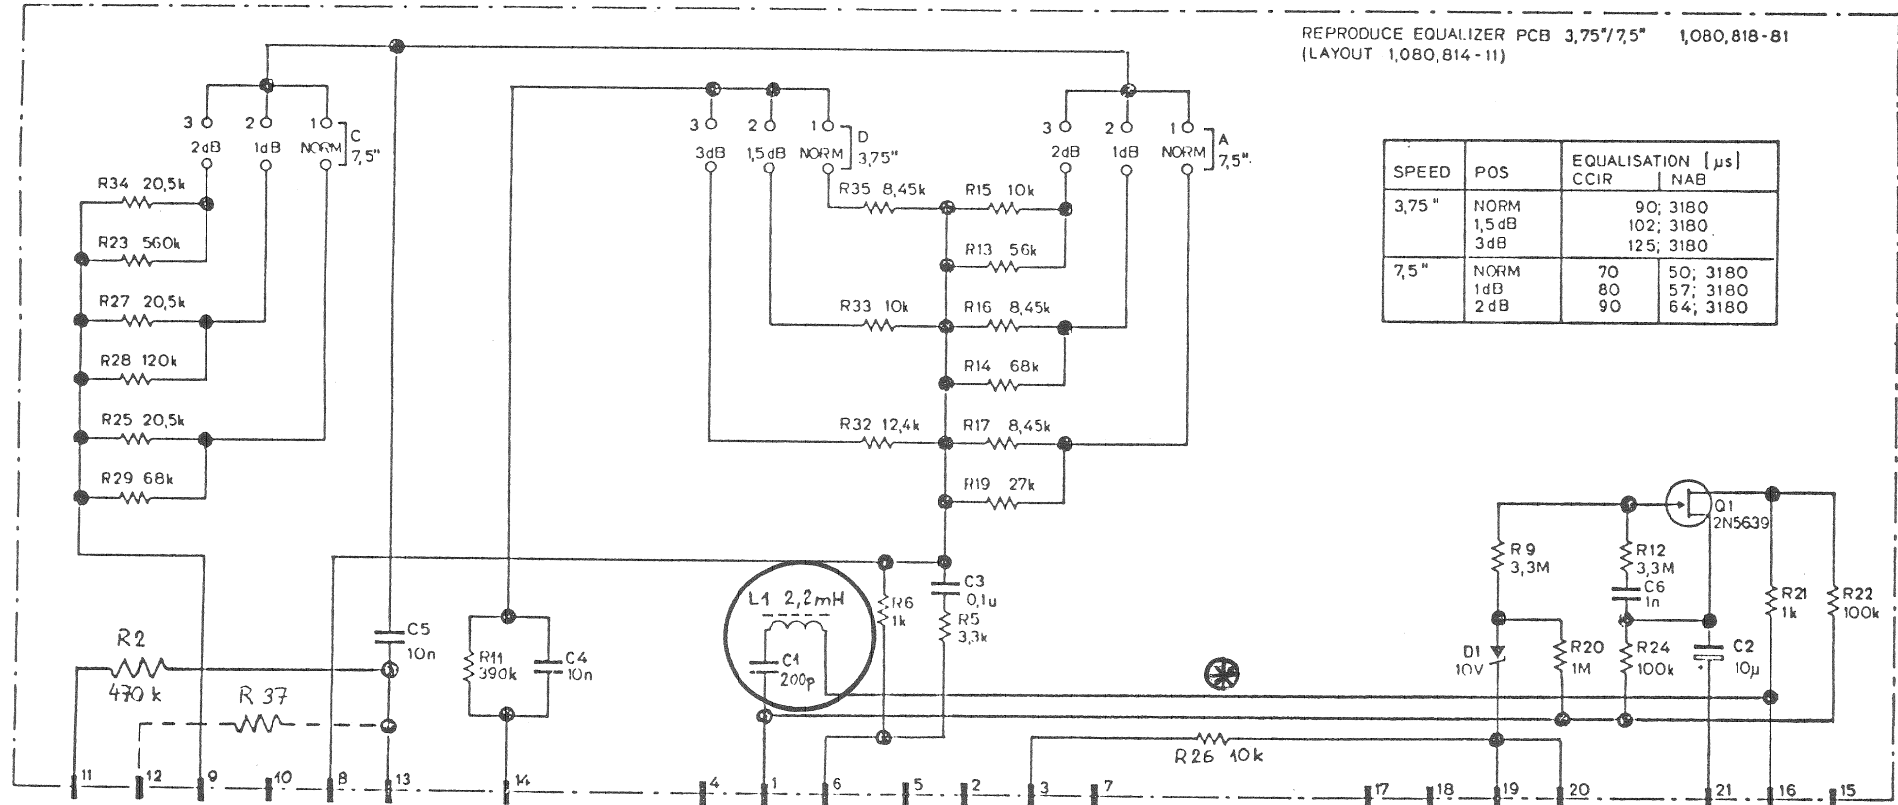 REPRODUCE EQUALIZER PCB 3,75"/7,5" 1,080,818-81
(LAYOUT 1,080,814-11)
3 2 1 C
2dB 1dB NORM 7,5"
3 2 1 D
3dB 1,5dB NORM 3,75"
3 2 1 A
2dB 1dB NORM 7,5"
R34 20,5k
R23 560k
R27 20,5k
R28 120k
R25 20,5k
R29 68k
R35 8,45k
R15 10k
R13 56k
R33 10k
R16 8,45k
R14 68k
R32 12,4k
R17 8,45k
R19 27k
SPEED POS EQUALISATION [µs]
CCIR NAB
3,75" NORM 90; 3180
1,5dB 102; 3180
3dB 125; 3180
7,5" NORM 70 50; 3180
1dB 80 57; 3180
2dB 90 64; 3180
R2
470 k
R 37
C5
10n
R11
390k
C4
10n
L1 2,2mH
C1
200p
R6
1k
C3
0,1u
R5
3,3k
R26 10k
Q1
2N5639
R9
3,3M
R12
3,3M
C6
1n
D1
10V
R20
1M
R24
100k
C2
10µ
+
R21
1k
R22
100k
11 12 9 10 8 13 14 4 1 6 5 2 3 7 17 18 19 20 21 16 15